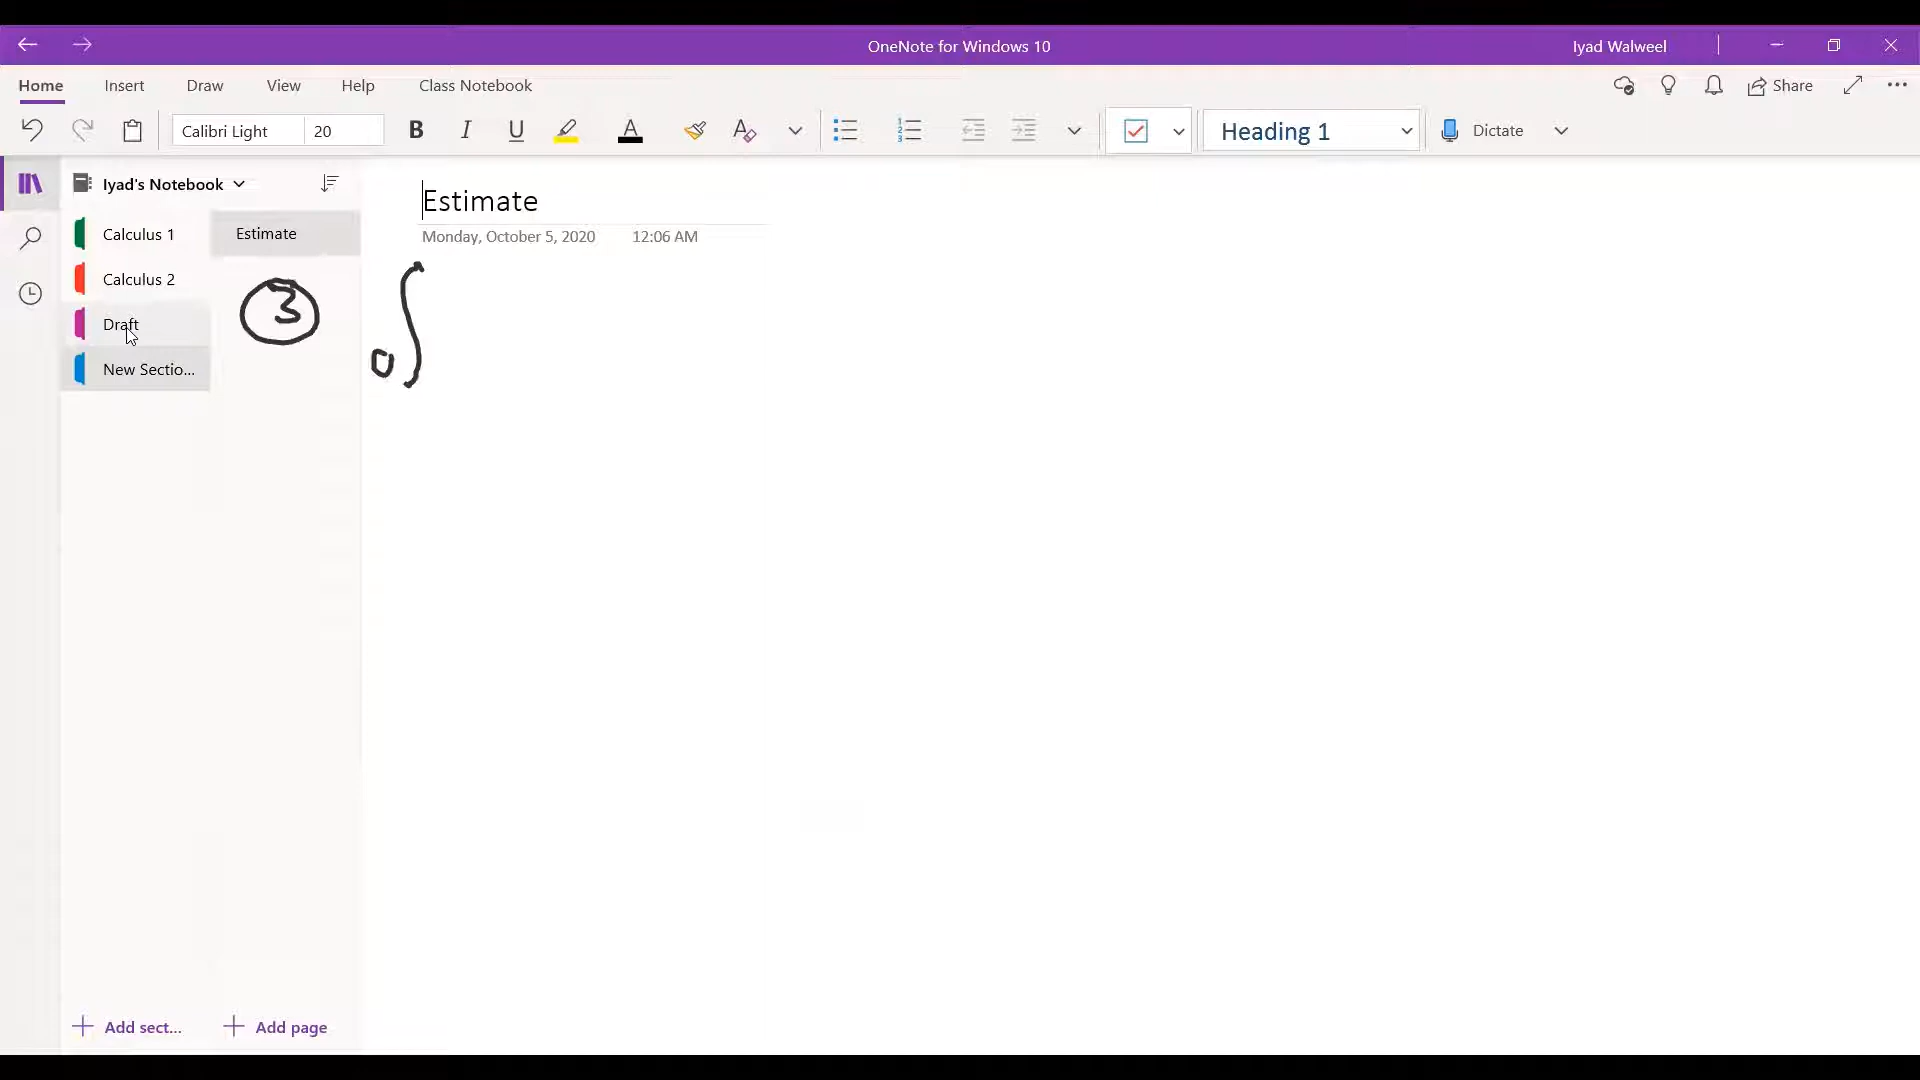 OneNote for Windows 10
Iyad Walweel
Home Insert Draw View Help Class Notebook
Share
Calibri Light 20 B I U A Heading 1 Dictate
Iyad's Notebook
Calculus 1
Calculus 2
Draft
New Sectio...
Estimate
Estimate
Monday, October 5, 2020 12:06 AM
3
∫
0
Add sect...
Add page